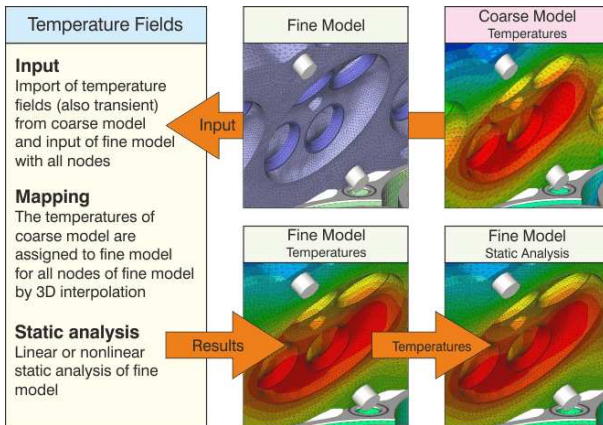 Temperature Fields
Input
Import of temperature
fields (also transient)
from coarse model
and input of fine model
with all nodes
Mapping
The temperatures of
coarse model are
assigned to fine model
for all nodes of fine model
by 3D interpolation
Static analysis
Linear or nonlinear
static analysis of fine
model
Fine Model
Coarse Model
Temperatures
Input
Fine Model
Temperatures
Fine Model
Static Analysis
Results
Temperatures